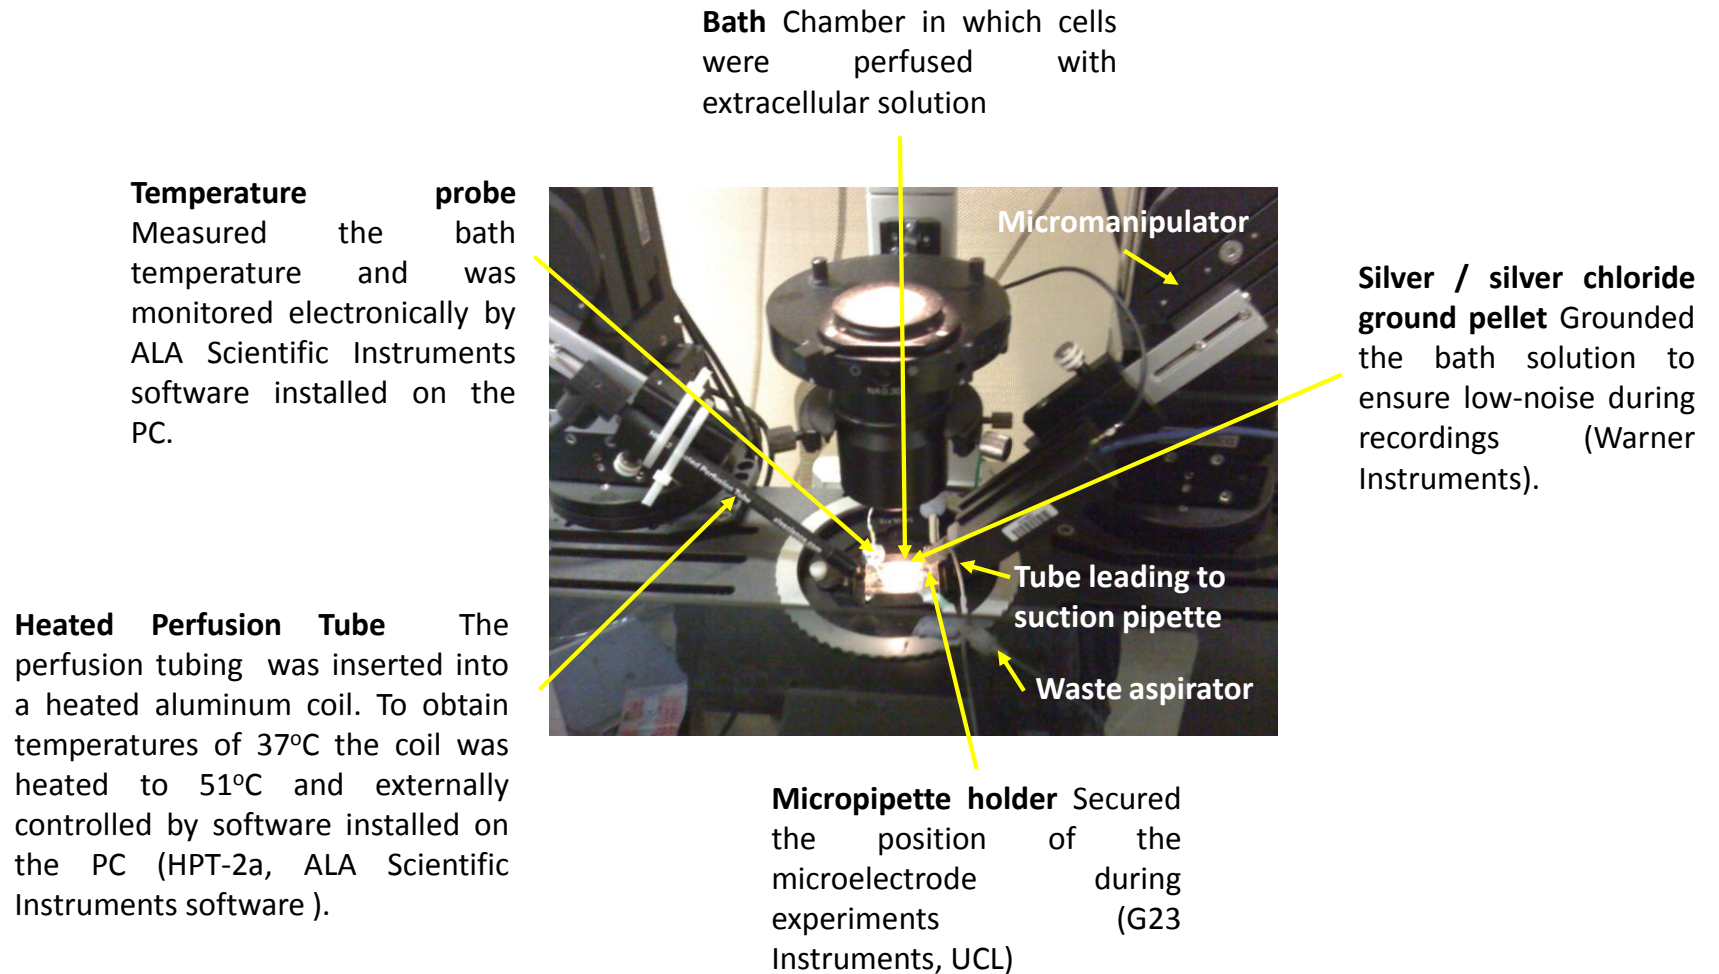 Bath Chamber in which cells
were perfused with
extracellular solution
Temperature probe
Measured the bath
temperature and was
monitored electronically by
ALA Scientific Instruments
software installed on the
PC.
Micromanipulator
Silver / silver chloride
ground pellet Grounded
the bath solution to
ensure low-noise during
recordings (Warner
Instruments).
Heated Perfusion Tube
Tube leading to
suction pipette
Waste aspirator
Heated Perfusion Tube The
perfusion tubing was inserted into
a heated aluminum coil. To obtain
temperatures of 37°C the coil was
heated to 51°C and externally
controlled by software installed on
the PC (HPT-2a, ALA Scientific
Instruments software ).
Micropipette holder Secured
the position of the
microelectrode during
experiments (G23
Instruments, UCL)